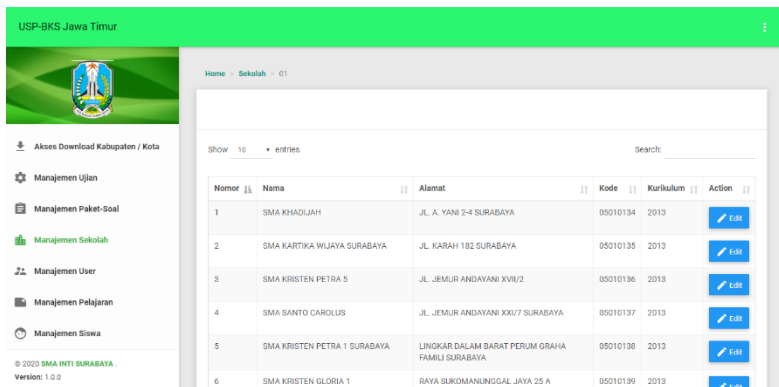 USP-BKS Jawa Timur
Home > Sekolah > 01
Akses Download Kabupaten / Kota
Manajemen Ujian
Manajemen Paket-Soal
Manajemen Sekolah
Manajemen User
Manajemen Pelajaran
Manajemen Siswa
© 2020 SMA INTI SURABAYA .
Version: 1.0.0
Show 10 entries Search:
Nomor Nama Alamat Kode Kurikulum Action
1 SMA KHADIJAH JL. A. YANI 2-4 SURABAYA 05010134 2013 Edit
2 SMA KARTIKA WIJAYA SURABAYA JL. KARAH 182 SURABAYA 05010135 2013 Edit
3 SMA KRISTEN PETRA 5 JL. JEMUR ANDAYANI XVII/2 05010136 2013 Edit
4 SMA SANTO CAROLUS JL. JEMUR ANDAYANI XXI/7 SURABAYA 05010137 2013 Edit
5 SMA KRISTEN PETRA 1 SURABAYA LINGKAR DALAM BARAT PERUM GRAHA 05010138 2013 Edit
FAMILI SURABAYA
6 SMA KRISTEN GLORIA 1 RAYA SUKOMANUNGGAL JAYA 25 A 05010139 2013 Edit